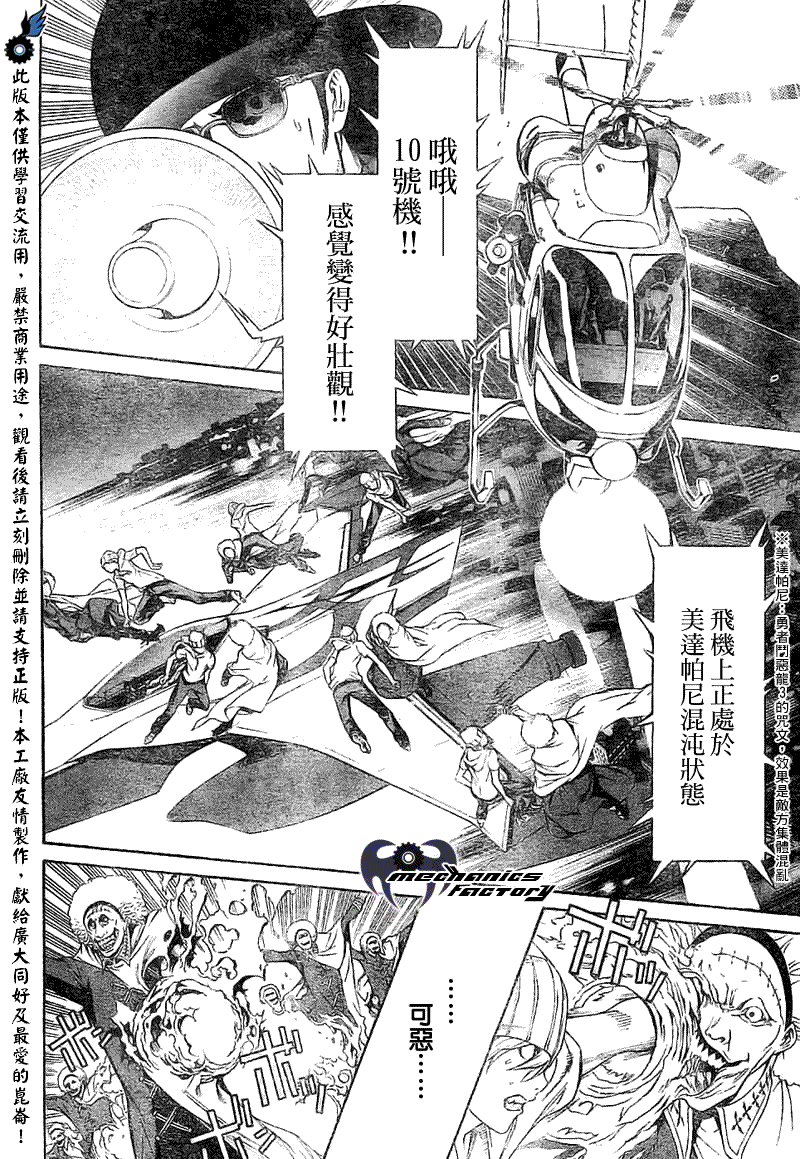 哦哦——
10號機!!
感覺變得好壯觀!!
※美達帕尼：勇者鬥惡龍3的咒文，效果是敵方集體混亂
飛機上正處於
美達帕尼混沌狀態
mechanics
Factory
……
可惡……
此版本僅供學習交流用，嚴禁商業用途，觀看後請立刻刪除並請支持正版！本工廠友情製作，獻給廣大同好及最愛的崑崙！